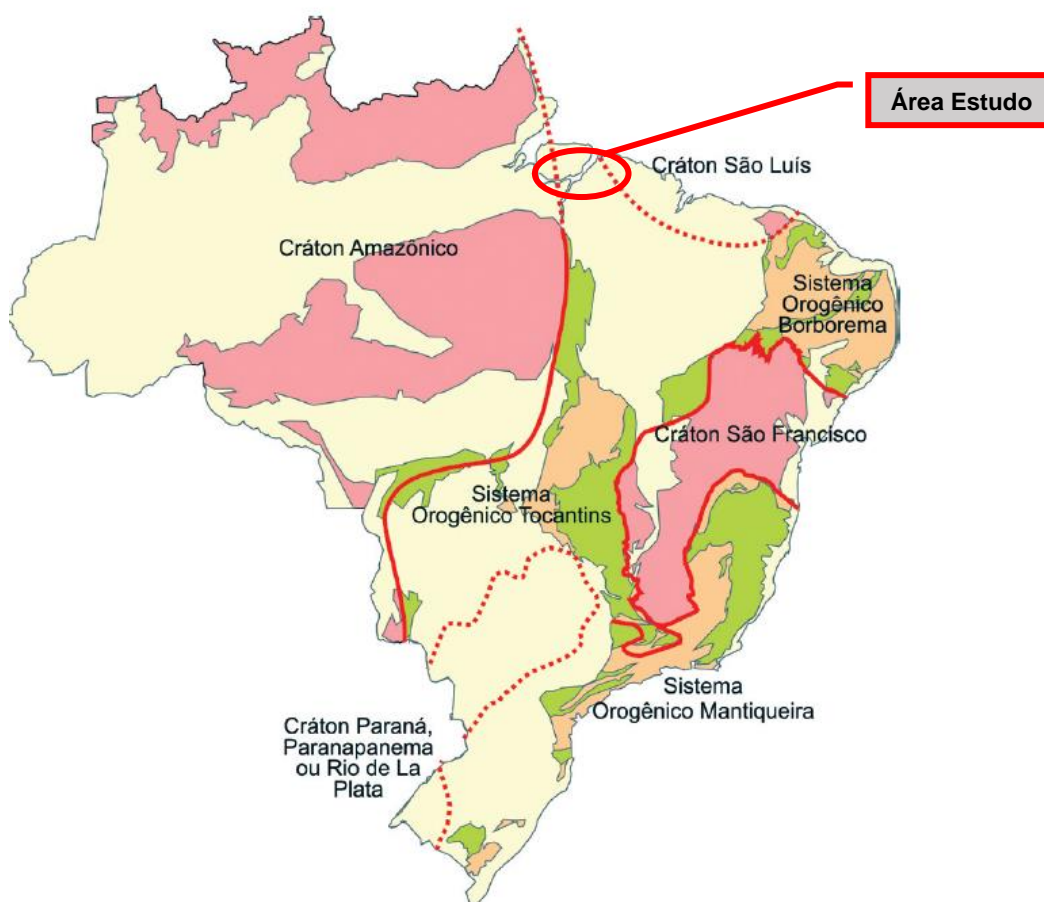 Área Estudo
Cráton São Luís
Cráton Amazônico
Sistema
Orogênico
Borborema
Cráton São Francisco
Sistema
Orogênico Tocantins
Sistema
Orogênico Mantiqueira
Cráton Paraná,
Paranapanema
ou Rio de La
Plata